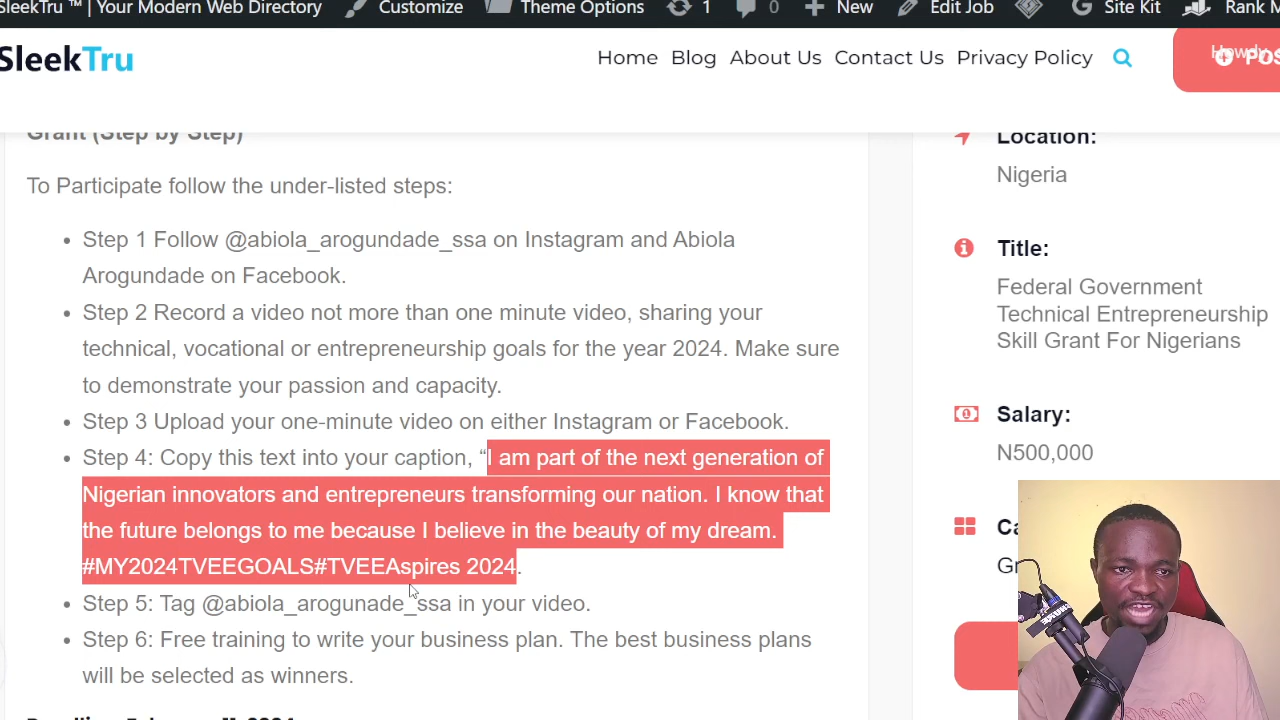 SleekTru ™ | Your Modern Web Directory Customize Theme Options 1 0 New Edit Job Site Kit Rank M
SleekTru
Home Blog About Us Contact Us Privacy Policy
Howdy,
Grant (Step by Step)
To Participate follow the under-listed steps:
• Step 1 Follow @abiola_arogundade_ssa on Instagram and Abiola
Arogundade on Facebook.
• Step 2 Record a video not more than one minute video, sharing your
technical, vocational or entrepreneurship goals for the year 2024. Make sure
to demonstrate your passion and capacity.
• Step 3 Upload your one-minute video on either Instagram or Facebook.
• Step 4: Copy this text into your caption, “I am part of the next generation of
Nigerian innovators and entrepreneurs transforming our nation. I know that
the future belongs to me because I believe in the beauty of my dream.
#MY2024TVEEGOALS#TVEEAspires 2024.
• Step 5: Tag @abiola_arogunade_ssa in your video.
• Step 6: Free training to write your business plan. The best business plans
will be selected as winners.
Location:
Nigeria
Title:
Federal Government
Technical Entrepreneurship
Skill Grant For Nigerians
Salary:
N500,000